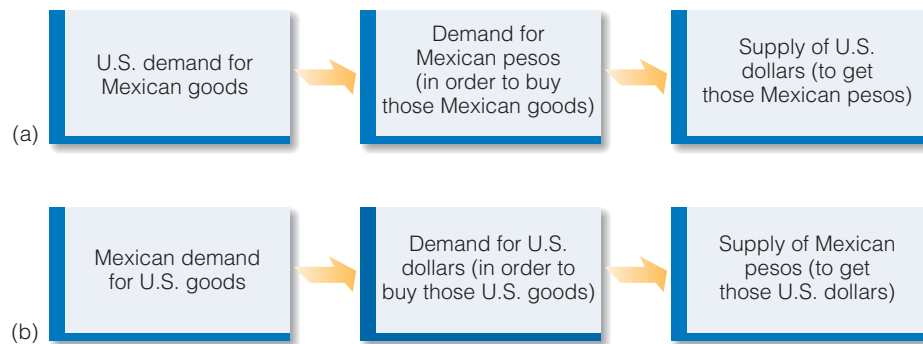 U.S. demand for
Mexican goods
Demand for
Mexican pesos
(in order to buy
those Mexican goods)
Supply of U.S.
dollars (to get
those Mexican pesos)
(a)
Mexican demand
for U.S. goods
Demand for U.S.
dollars (in order to
buy those U.S. goods)
Supply of Mexican
pesos (to get
those U.S. dollars)
(b)